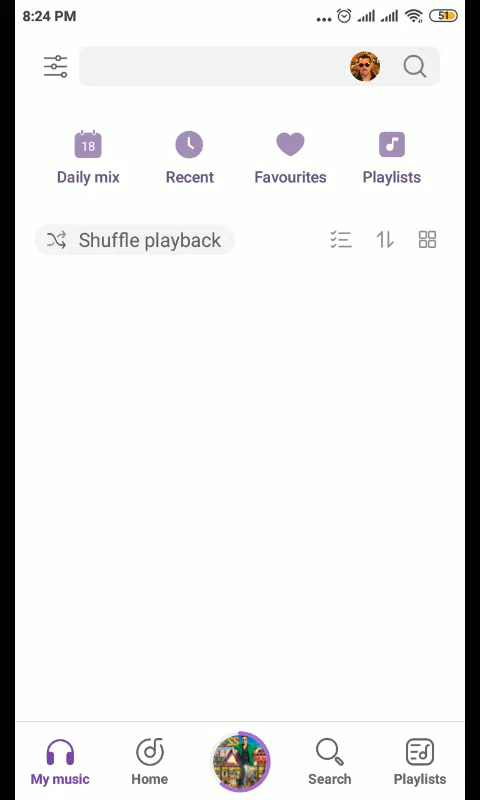 8:24 PM
51
18
Daily mix
Recent
Favourites
Playlists
Shuffle playback
My music
Home
Search
Playlists